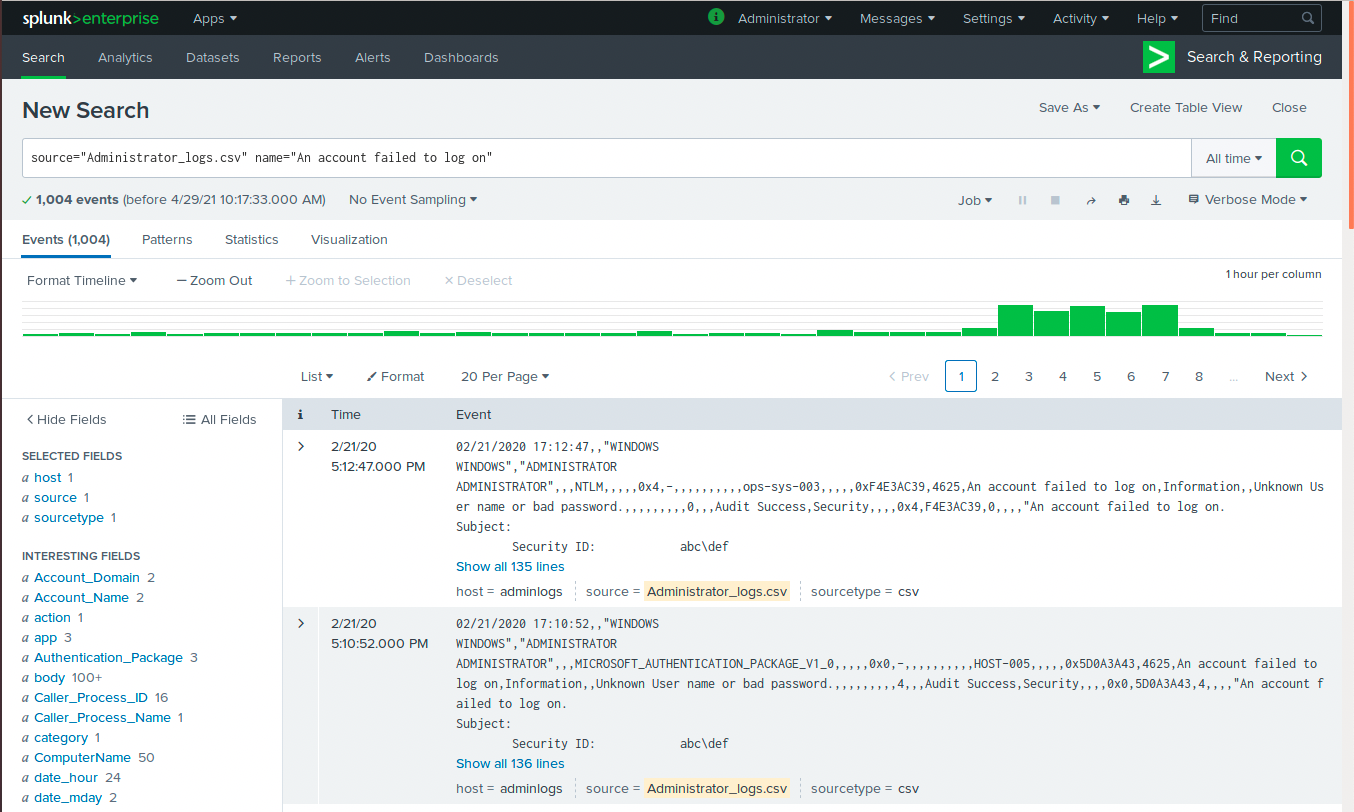 splunk>enterprise Apps Administrator Messages Settings Activity Help Find
Search Analytics Datasets Reports Alerts Dashboards Search & Reporting
New Search Save As Create Table View Close
source="Administrator_logs.csv" name="An account failed to log on" All time
1,004 events (before 4/29/21 10:17:33.000 AM) No Event Sampling Job Verbose Mode
Events (1,004) Patterns Statistics Visualization
Format Timeline — Zoom Out + Zoom to Selection × Deselect 1 hour per column
List Format 20 Per Page < Prev 1 2 3 4 5 6 7 8 ... Next >
< Hide Fields All Fields
SELECTED FIELDS
a host 1
a source 1
a sourcetype 1
INTERESTING FIELDS
a Account_Domain 2
a Account_Name 2
a action 1
a app 3
a Authentication_Package 3
a body 100+
a Caller_Process_ID 16
a Caller_Process_Name 1
a category 1
a ComputerName 50
a date_hour 24
a date_mday 2
i Time Event
> 2/21/20
5:12:47.000 PM
02/21/2020 17:12:47,,"WINDOWS
WINDOWS","ADMINISTRATOR
ADMINISTRATOR",,,NTLM,,,,,0x4,-,,,,,,,,,,ops-sys-003,,,,,0xF4E3AC39,4625,An account failed to log on,Information,,Unknown Us
er name or bad password.,,,,,,,,,,0,,,Audit Success,Security,,,,0x4,F4E3AC39,0,,,,"An account failed to log on.
Subject:
Security ID: abc\def
Show all 135 lines
host = adminlogs source = Administrator_logs.csv sourcetype = csv
> 2/21/20
5:10:52.000 PM
02/21/2020 17:10:52,,"WINDOWS
WINDOWS","ADMINISTRATOR
ADMINISTRATOR",,,MICROSOFT_AUTHENTICATION_PACKAGE_V1_0,,,,,0x0,-,,,,,,,,,,HOST-005,,,,,0x5D0A3A43,4625,An account failed to
log on,Information,,Unknown User name or bad password.,,,,,,,,,,4,,,Audit Success,Security,,,,0x0,5D0A3A43,4,,,,"An account f
ailed to log on.
Subject:
Security ID: abc\def
Show all 136 lines
host = adminlogs source = Administrator_logs.csv sourcetype = csv